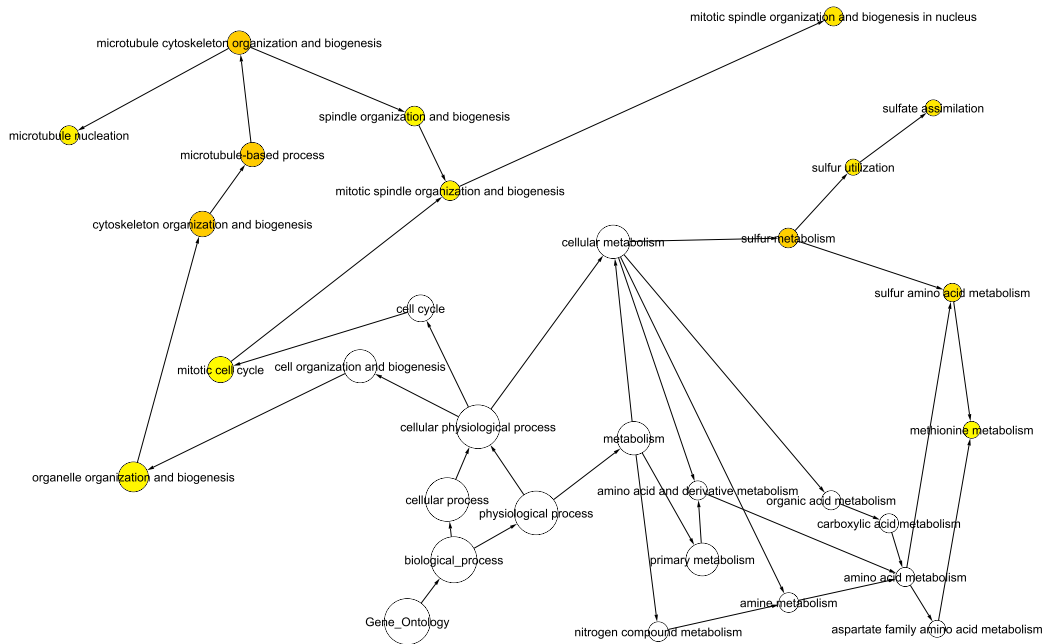 mitotic spindle organization and biogenesis in nucleus
microtubule cytoskeleton organization and biogenesis
sulfate assimilation
spindle organization and biogenesis
microtubule nucleation
microtubule-based process
sulfur utilization
mitotic spindle organization and biogenesis
cytoskeleton organization and biogenesis
cellular metabolism
sulfur metabolism
sulfur amino acid metabolism
cell cycle
cell organization and biogenesis
mitotic cell cycle
cellular physiological process
methionine metabolism
metabolism
organelle organization and biogenesis
amino acid and derivative metabolism
cellular process
organic acid metabolism
physiological process
carboxylic acid metabolism
biological_process
primary metabolism
amino acid metabolism
amine metabolism
Gene_Ontology
aspartate family amino acid metabolism
nitrogen compound metabolism